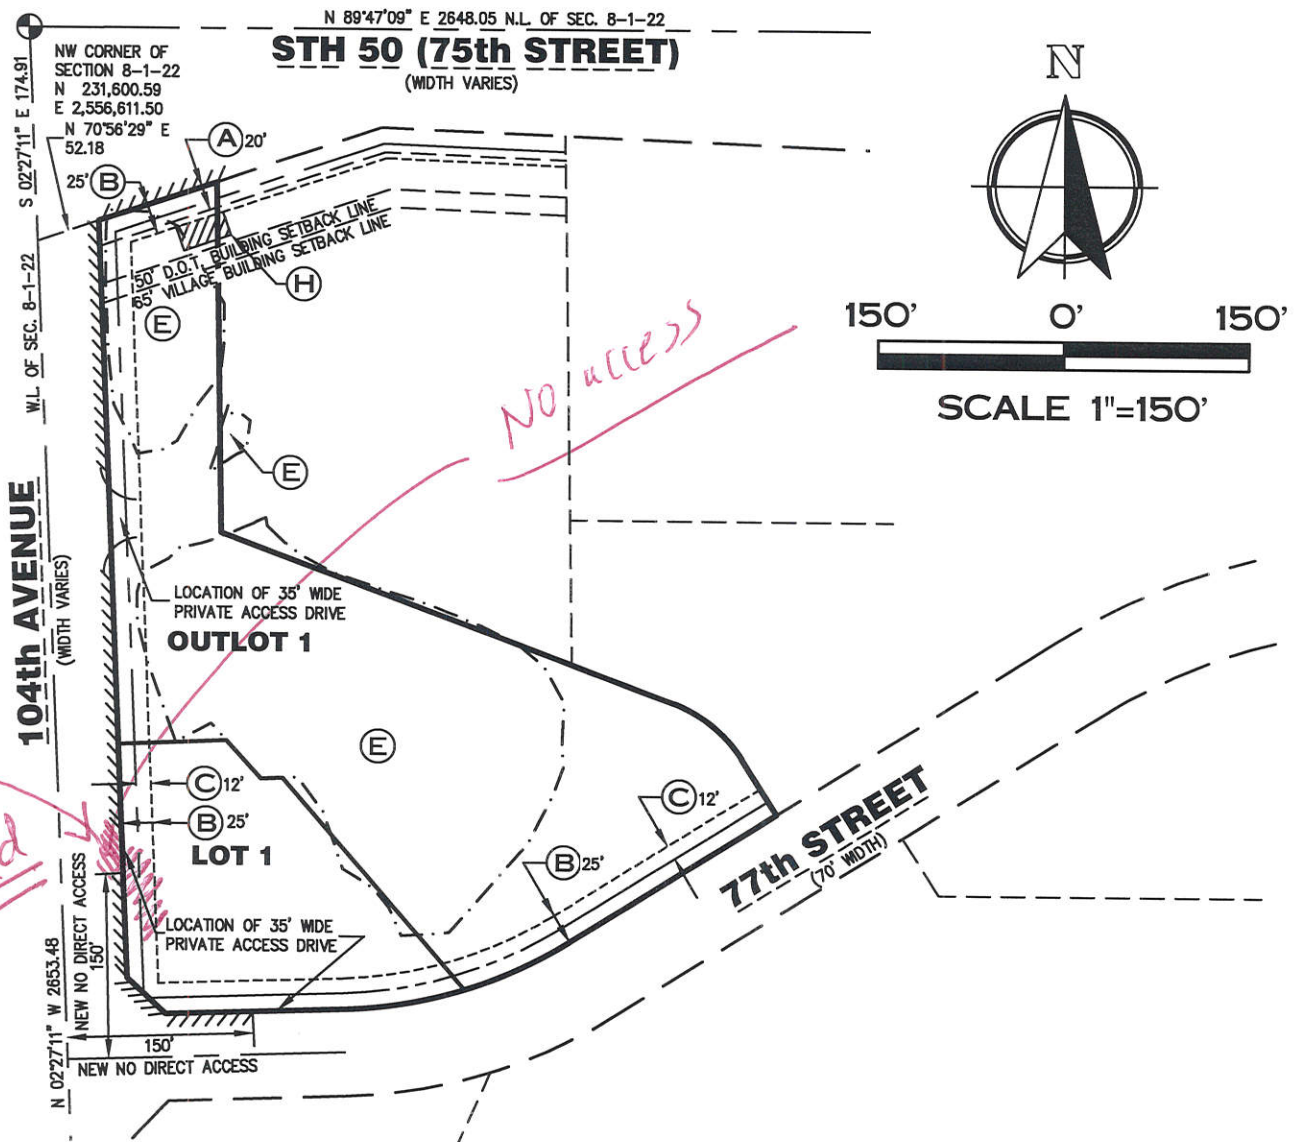 N 89°47'09" E 2648.05 N.L. OF SEC. 8-1-22
STH 50 (75th STREET)
(WIDTH VARIES)
NW CORNER OF
SECTION 8-1-22
N 231,600.59
E 2,556,611.50
N 70°56'29" E
52.18
S 02°27'11" E 174.91
W.L. OF SEC. 8-1-22
A 20'
25' B
50' D.O.T. BUILDING SETBACK LINE
65' VILLAGE BUILDING SETBACK LINE
H
E
E
N
150' 0' 150'
SCALE 1"=150'
No access
104th AVENUE
(WIDTH VARIES)
LOCATION OF 35' WIDE
PRIVATE ACCESS DRIVE
OUTLOT 1
E
C 12'
B 25'
LOT 1
C 12'
B 25'
77th STREET
(70' WIDTH)
LOCATION OF 35' WIDE
PRIVATE ACCESS DRIVE
N 02°27'11" W 2653.48
NEW NO DIRECT ACCESS
150'
150'
NEW NO DIRECT ACCESS